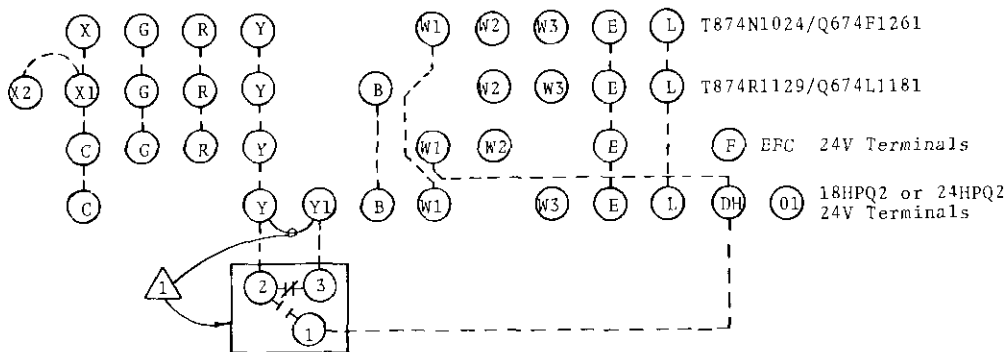 X G R Y W1 W2 W3 E L T874N1024/Q674F1261
X2 X1 G R Y B W2 W3 E L T874R1129/Q674L1181
C G R Y W1 W2 E F EFC 24V Terminals
C Y Y1 B W1 W3 E L DH O1 18HPQ2 or 24HPQ2
24V Terminals
1 2 3
1